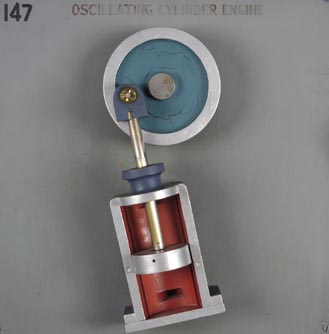 147
OSCILLATING CYLINDER ENGINE